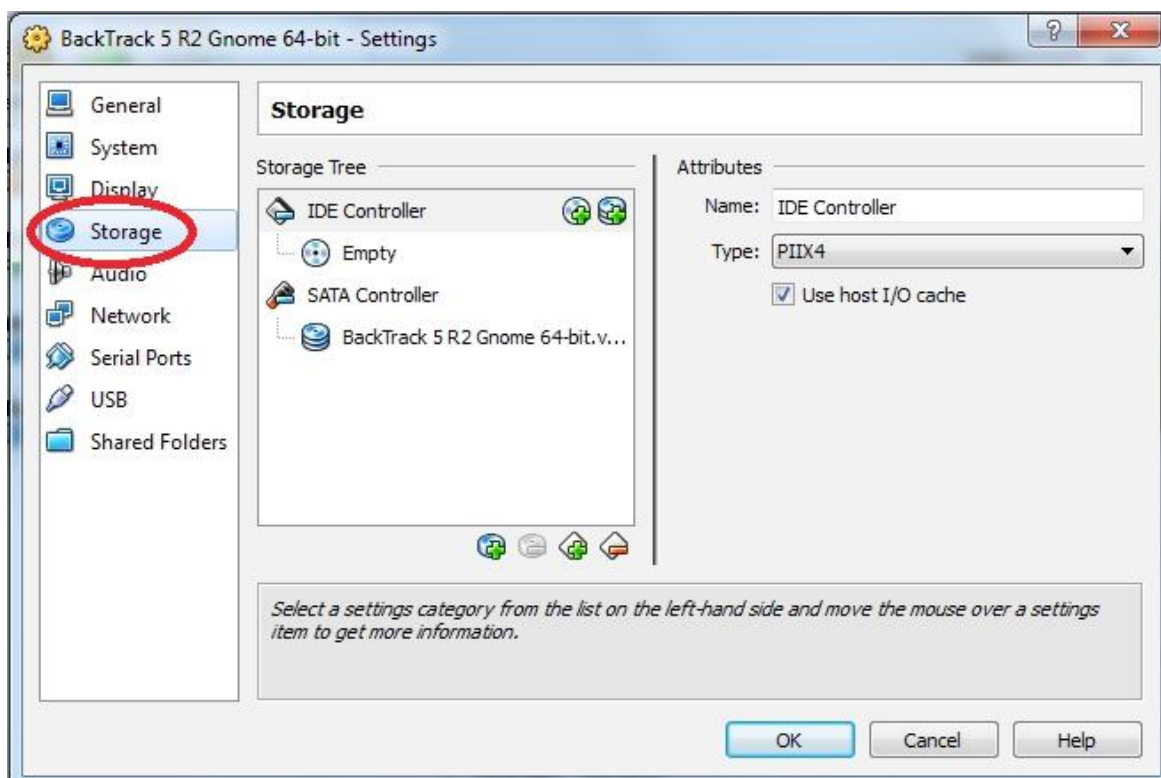 BackTrack 5 R2 Gnome 64-bit - Settings
General
System
Display
Storage
Audio
Network
Serial Ports
USB
Shared Folders
Storage
Storage Tree
IDE Controller
Empty
SATA Controller
BackTrack 5 R2 Gnome 64-bit.v...
Attributes
Name: IDE Controller
Type: PIIX4
Use host I/O cache
Select a settings category from the list on the left-hand side and move the mouse over a settings
item to get more information.
OK Cancel Help